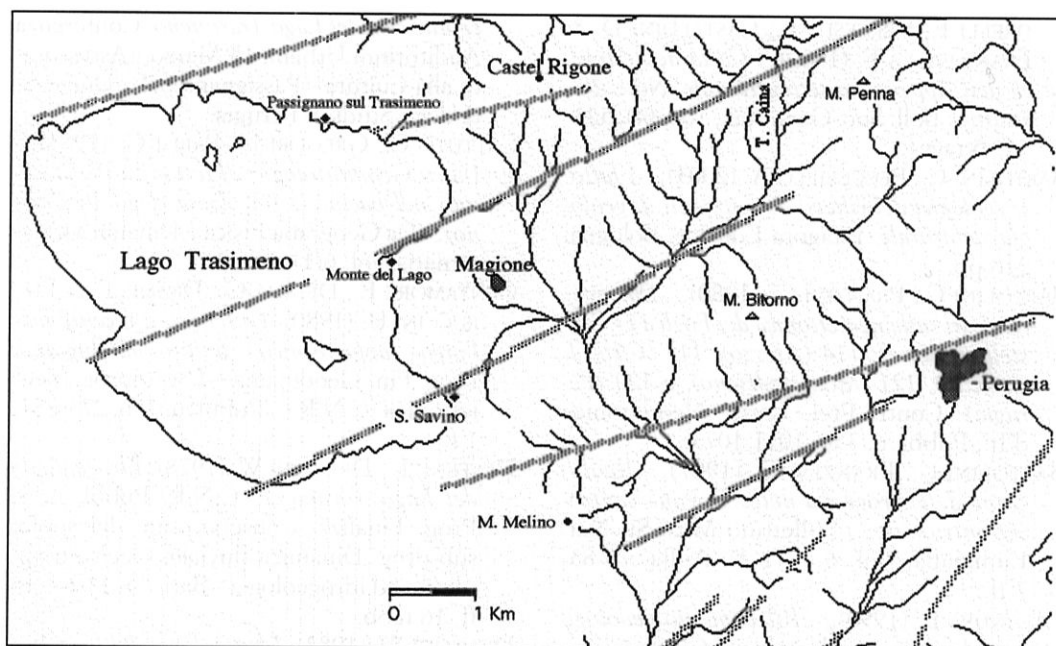 Castel Rigone
M. Penna
Passignano sul Trasimeno
T. Caina
Lago Trasimeno
Monte del Lago
Magione
M. Bitorno
Perugia
S. Savino
M. Melino
0 1 Km